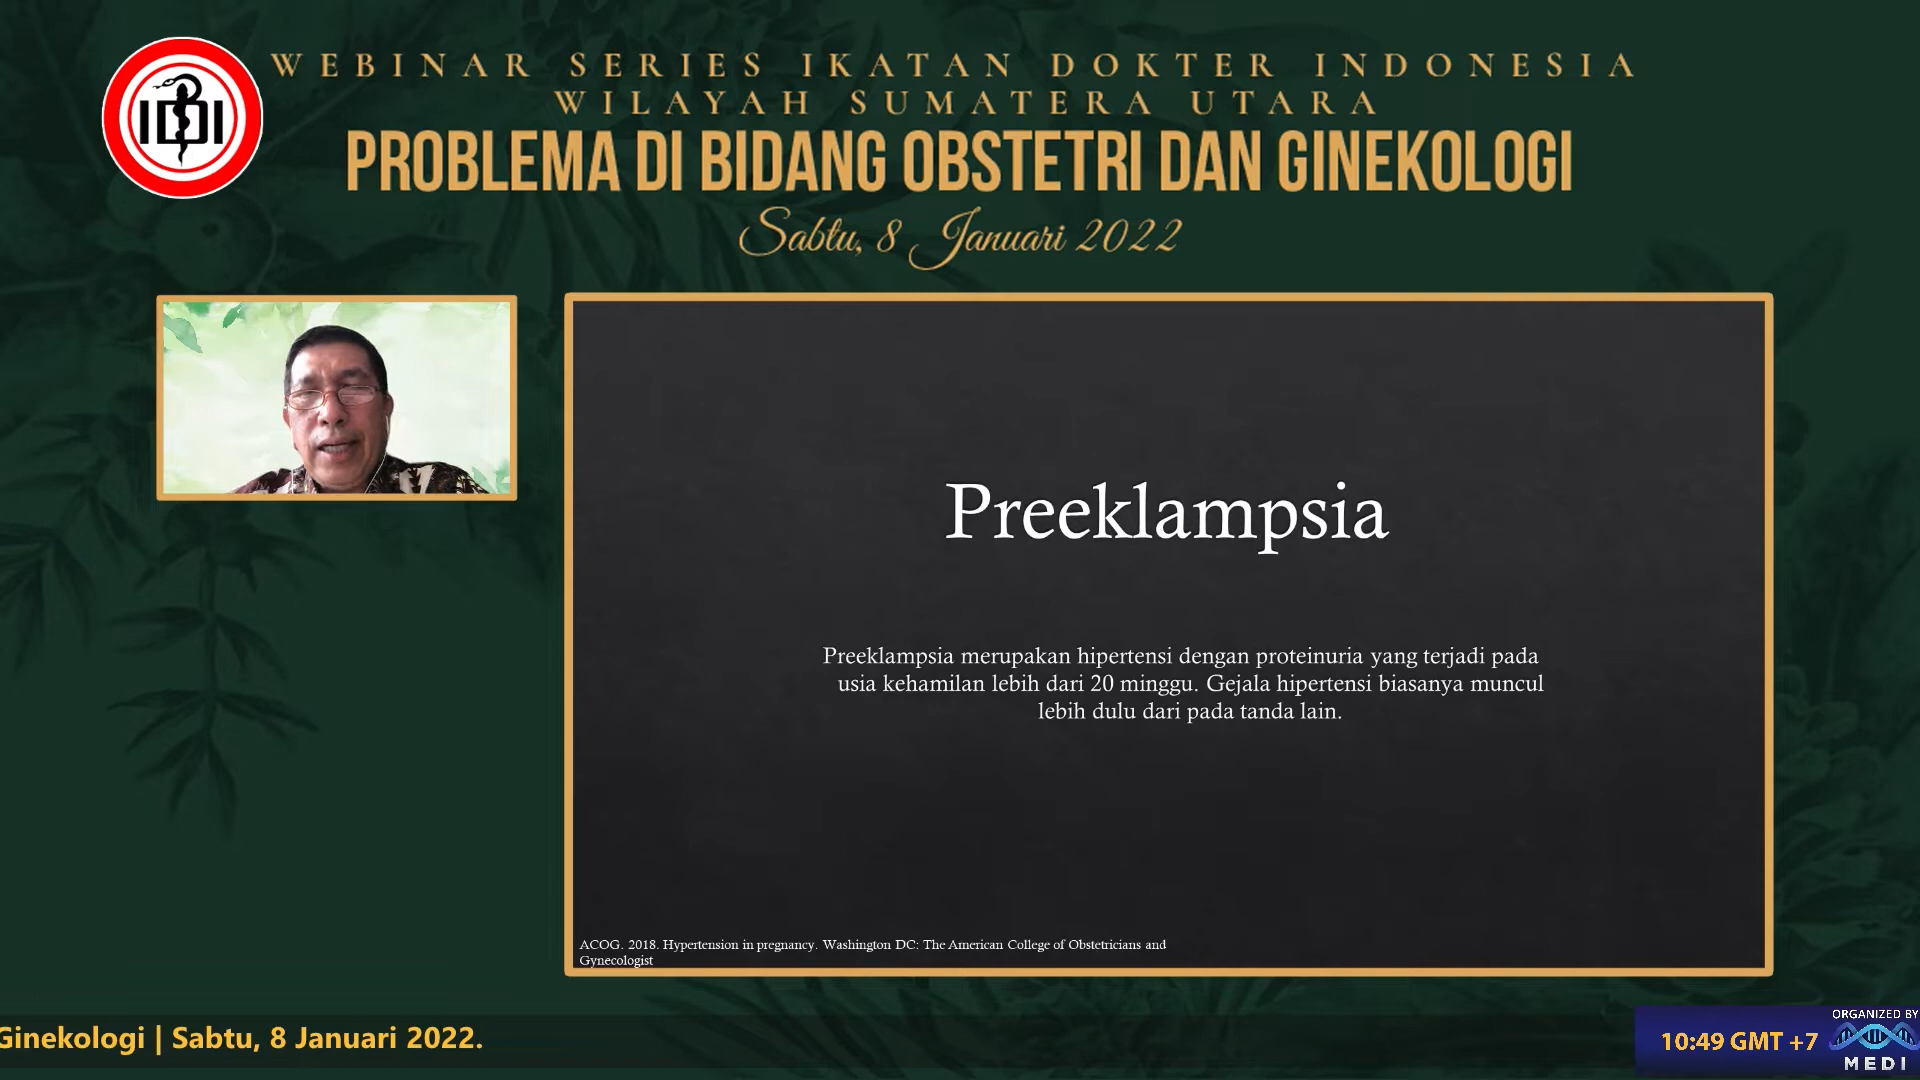 IDI
WEBINAR SERIES IKATAN DOKTER INDONESIA
WILAYAH SUMATERA UTARA
PROBLEMA DI BIDANG OBSTETRI DAN GINEKOLOGI
Sabtu, 8 Januari 2022
Preeklampsia
Preeklampsia merupakan hipertensi dengan proteinuria yang terjadi pada
usia kehamilan lebih dari 20 minggu. Gejala hipertensi biasanya muncul
lebih dulu dari pada tanda lain.
ACOG. 2018. Hypertension in pregnancy. Washington DC: The American College of Obstetricians and
Gynecologist
Ginekologi | Sabtu, 8 Januari 2022.
10:49 GMT +7
ORGANIZED BY
MEDI